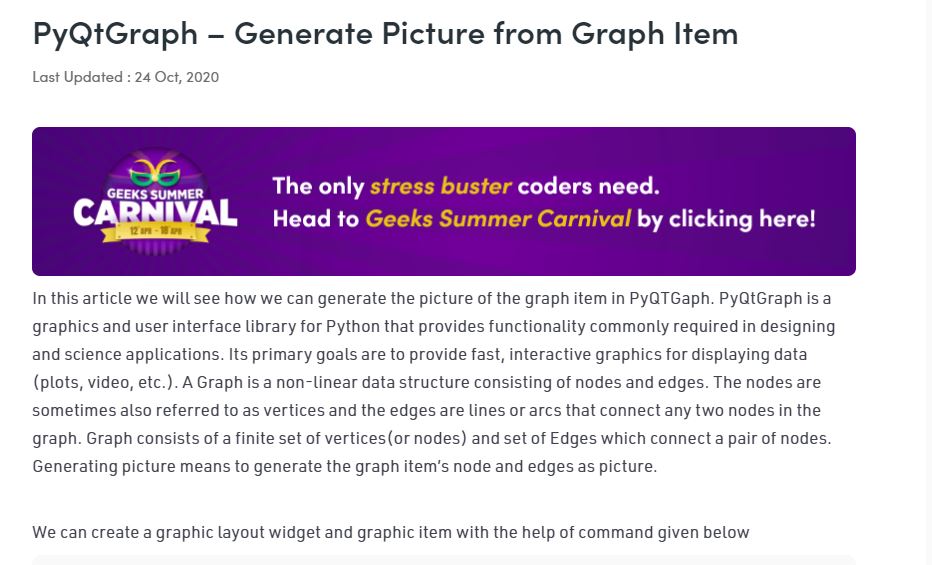 PyQtGraph – Generate Picture from Graph Item
Last Updated : 24 Oct, 2020
GEEKS SUMMER
CARNIVAL
12 APR - 18 APR
The only stress buster coders need.
Head to Geeks Summer Carnival by clicking here!
In this article we will see how we can generate the picture of the graph item in PyQTGaph. PyQtGraph is a
graphics and user interface library for Python that provides functionality commonly required in designing
and science applications. Its primary goals are to provide fast, interactive graphics for displaying data
(plots, video, etc.). A Graph is a non-linear data structure consisting of nodes and edges. The nodes are
sometimes also referred to as vertices and the edges are lines or arcs that connect any two nodes in the
graph. Graph consists of a finite set of vertices(or nodes) and set of Edges which connect a pair of nodes.
Generating picture means to generate the graph item’s node and edges as picture.
We can create a graphic layout widget and graphic item with the help of command given below